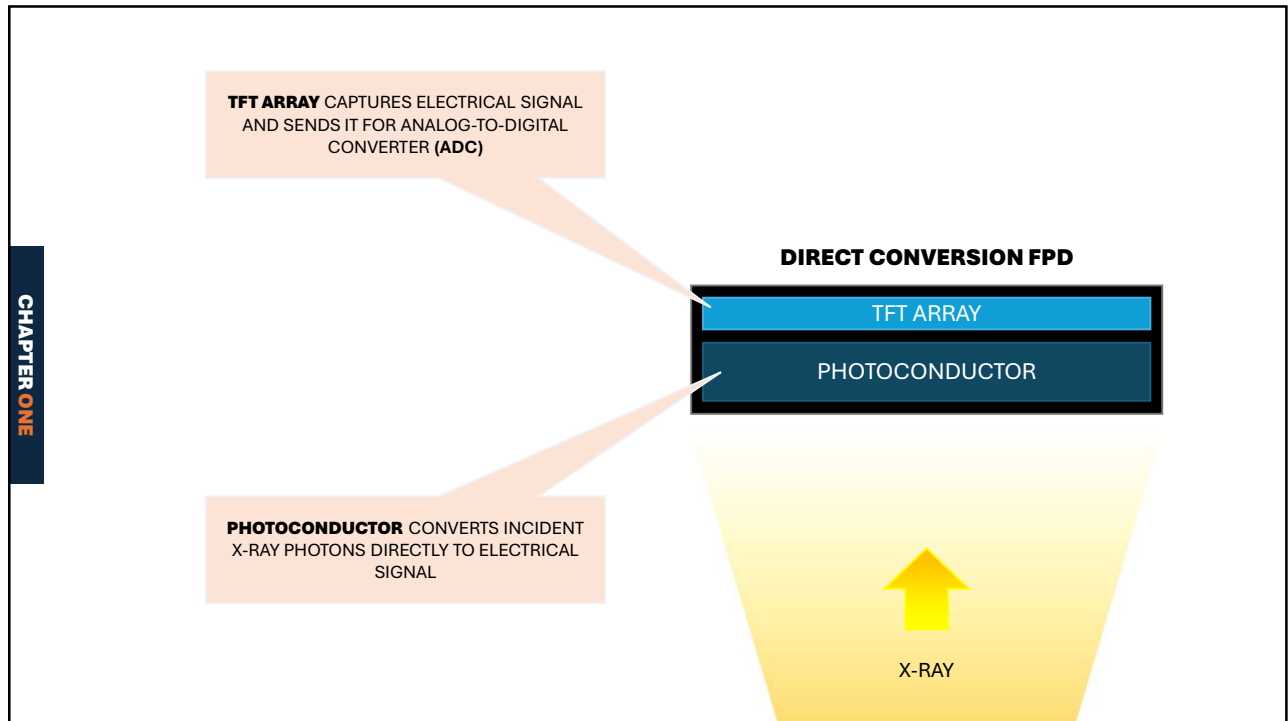 TFT ARRAY CAPTURES ELECTRICAL SIGNAL
AND SENDS IT FOR ANALOG-TO-DIGITAL
CONVERTER (ADC)
DIRECT CONVERSION FPD
TFT ARRAY
PHOTOCONDUCTOR
CHAPTER ONE
PHOTOCONDUCTOR CONVERTS INCIDENT
X-RAY PHOTONS DIRECTLY TO ELECTRICAL
SIGNAL
X-RAY